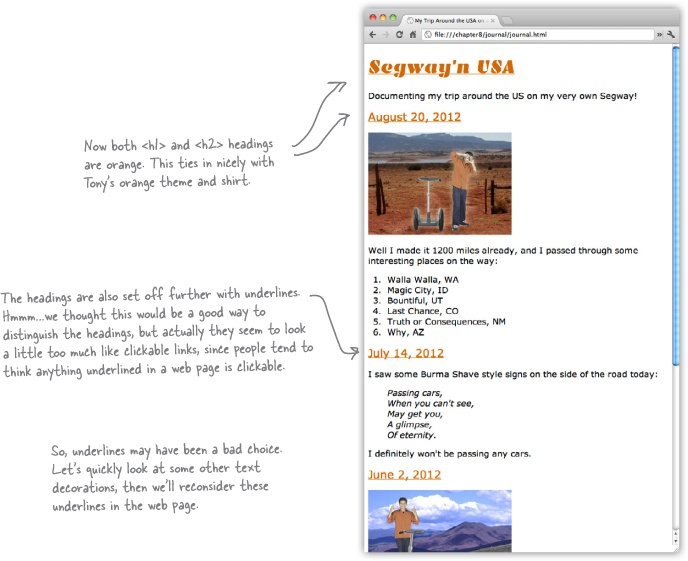 My Trip Around the USA on
file:///chapter8/journal/journal.html
Segway'n USA
Documenting my trip around the US on my very own Segway!
August 20, 2012
Now both <h1> and <h2> headings
are orange. This ties in nicely with
Tony's orange theme and shirt.
Well I made it 1200 miles already, and I passed through some
interesting places on the way:
1. Walla Walla, WA
2. Magic City, ID
3. Bountiful, UT
4. Last Chance, CO
5. Truth or Consequences, NM
6. Why, AZ
The headings are also set off further with underlines.
Hmmm...we thought this would be a good way to
distinguish the headings, but actually they seem to look
a little too much like clickable links, since people tend to
think anything underlined in a web page is clickable.
July 14, 2012
I saw some Burma Shave style signs on the side of the road today:
Passing cars,
When you can't see,
May get you,
A glimpse,
Of eternity.
I definitely won't be passing any cars.
So, underlines may have been a bad choice.
Let's quickly look at some other text
decorations, then we'll reconsider these
underlines in the web page.
June 2, 2012